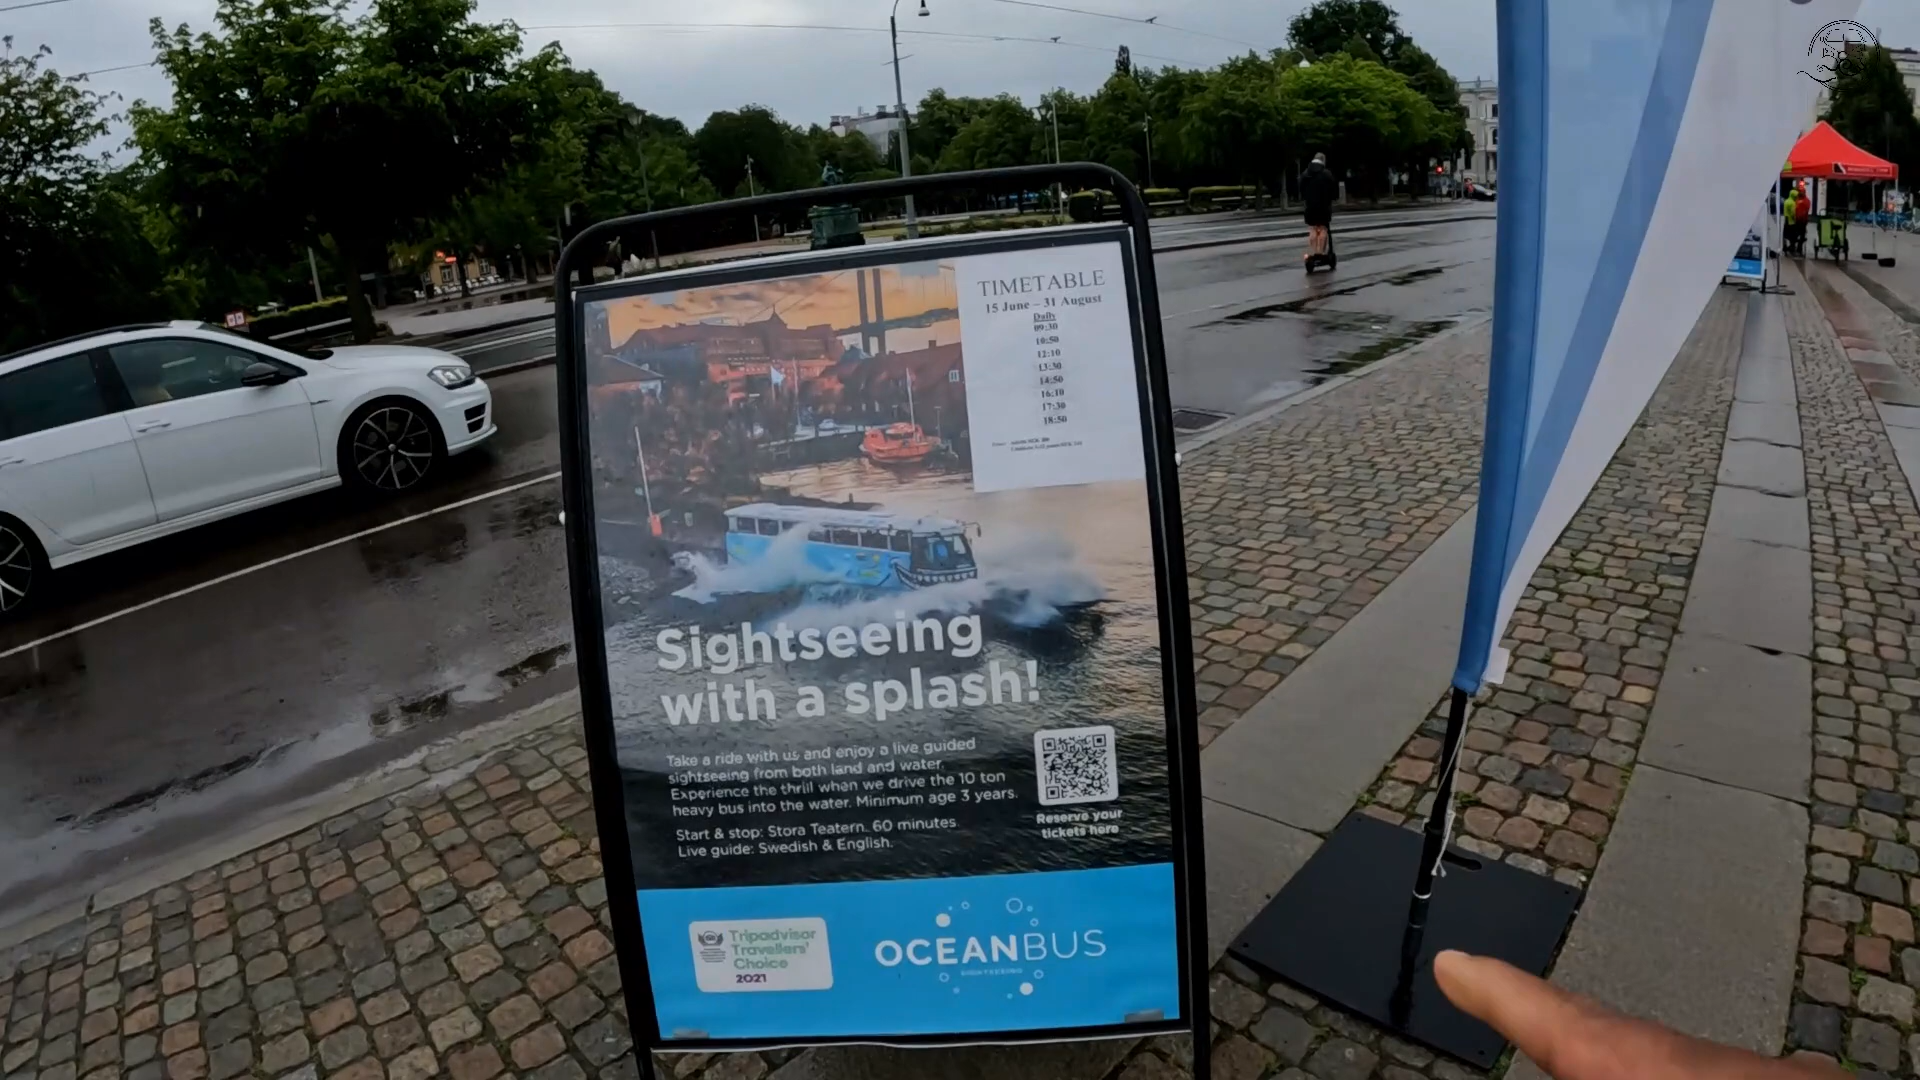 TIMETABLE
15 June – 31 August
Daily
09:30
10:50
12:10
13:30
14:50
16:10
17:30
18:50
Sightseeing
with a splash!
Take a ride with us and enjoy a live guided
sightseeing from both land and water.
Experience the thrill when we drive the 10 ton
heavy bus into the water. Minimum age 3 years.
Start & stop: Stora Teatern. 60 minutes
Live guide: Swedish & English.
Reserve your
tickets here
Tripadvisor
Travellers'
Choice
2021
OCEANBUS
SIGHTSEEING